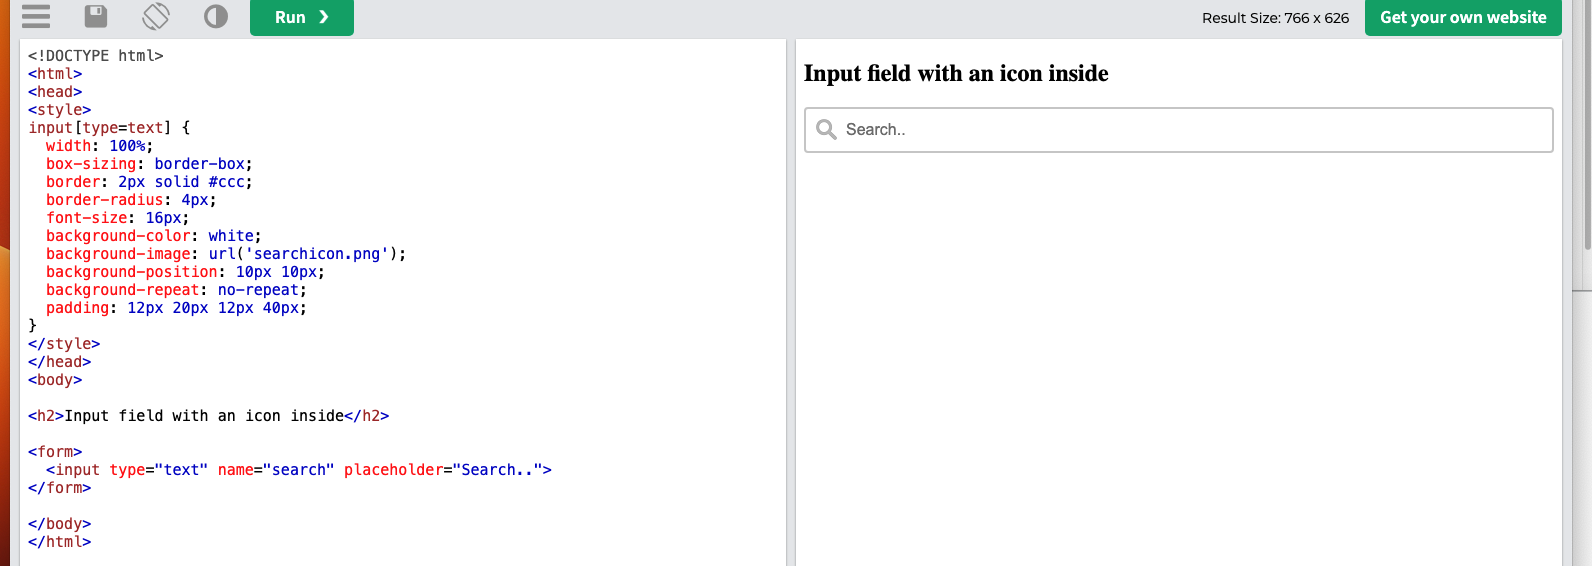 Run ❯
Result Size: 766 x 626
Get your own website
<!DOCTYPE html>
<html>
<head>
<style>
input[type=text] {
  width: 100%;
  box-sizing: border-box;
  border: 2px solid #ccc;
  border-radius: 4px;
  font-size: 16px;
  background-color: white;
  background-image: url('searchicon.png');
  background-position: 10px 10px;
  background-repeat: no-repeat;
  padding: 12px 20px 12px 40px;
}
</style>
</head>
<body>
<h2>Input field with an icon inside</h2>
<form>
  <input type="text" name="search" placeholder="Search..">
</form>
</body>
</html>
Input field with an icon inside
Search..